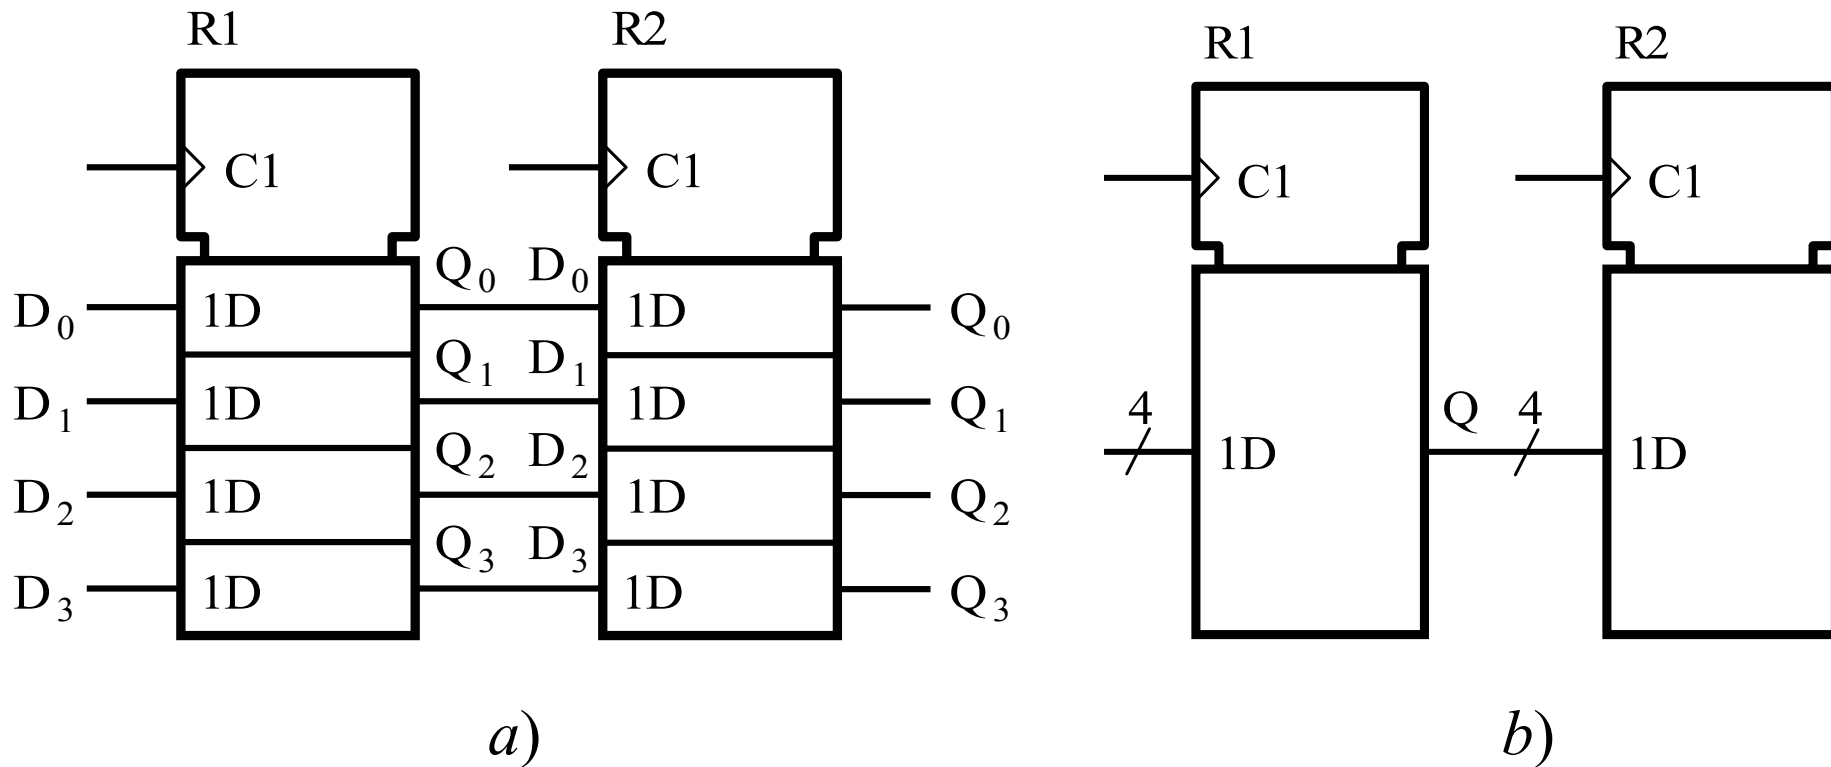 R1 R2 R1 R2
C1 C1 C1 C1
Q0 D0
D0 1D 1D Q0
Q1 D1
D1 1D 1D Q1
4 Q 4
Q2 D2
1D 1D
D2 1D 1D Q2
Q3 D3
D3 1D 1D Q3
a) b)